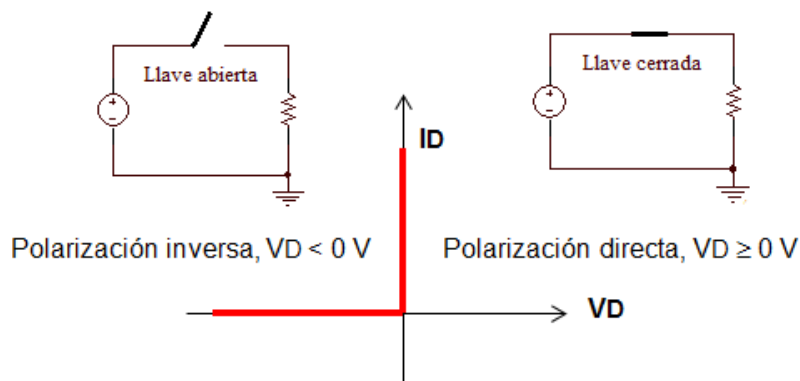 Llave abierta
Llave cerrada
+
−
+
−
ID
Polarización inversa, VD < 0 V
Polarización directa, VD ≥ 0 V
VD